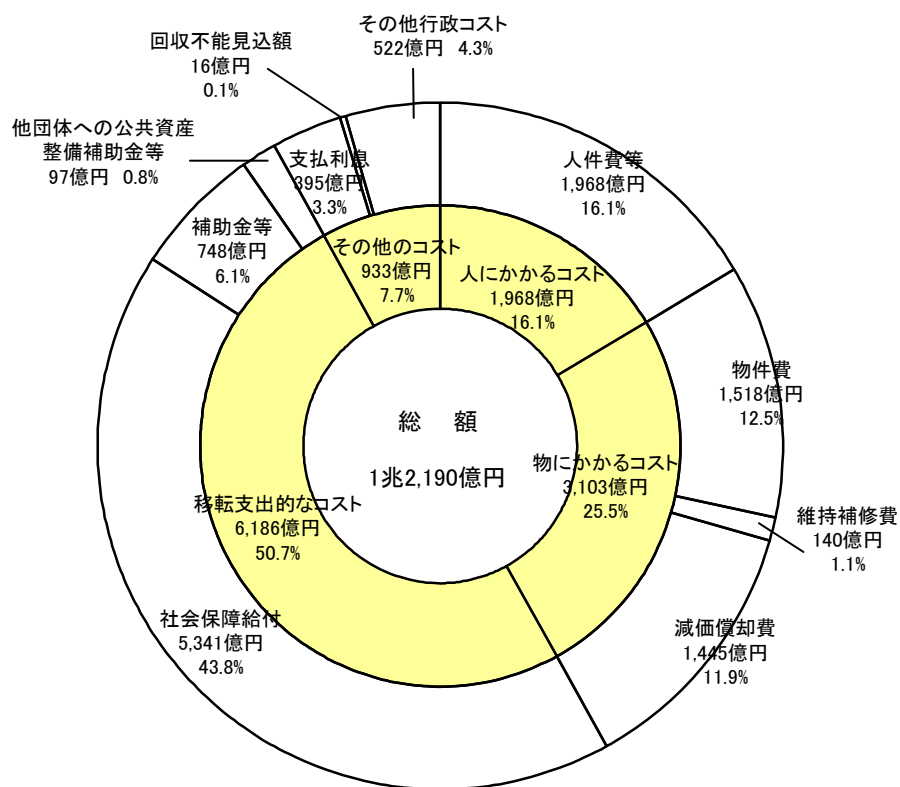 その他行政コスト
522億円 4.3%
回収不能見込額
16億円
0.1%
他団体への公共資産
整備補助金等
97億円 0.8%
支払利息
395億円
3.3%
補助金等
748億円
6.1%
人件費等
1,968億円
16.1%
その他のコスト
933億円
7.7%
人にかかるコスト
1,968億円
16.1%
物件費
1,518億円
12.5%
総 額
1兆2,190億円
物にかかるコスト
3,103億円
25.5%
移転支出的なコスト
6,186億円
50.7%
維持補修費
140億円
1.1%
社会保障給付
5,341億円
43.8%
減価償却費
1,445億円
11.9%